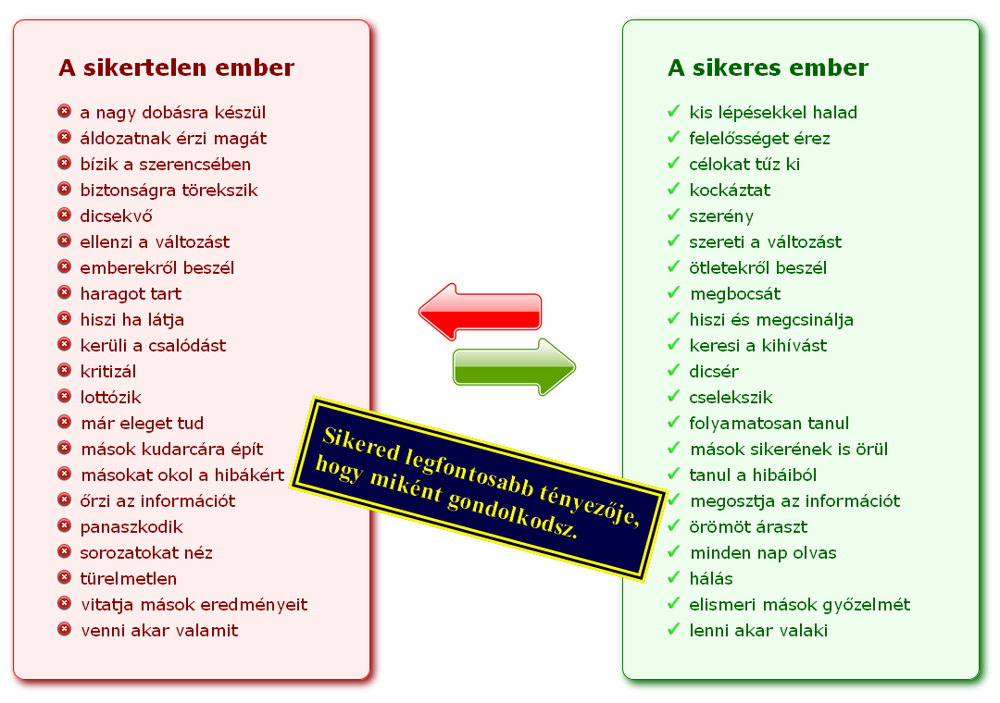 A sikertelen ember
a nagy dobásra készül
áldozatnak érzi magát
bízik a szerencsében
biztonságra törekszik
dicsekvő
ellenzi a változást
emberekről beszél
haragot tart
hiszi ha látja
kerüli a csalódást
kritizál
lottózik
már eleget tud
mások kudarcára épít
másokat okol a hibákért
őrzi az információt
panaszkodik
sorozatokat néz
türelmetlen
vitatja mások eredményeit
venni akar valamit
Sikered legfontosabb tényezője,
hogy miként gondolkodsz.
A sikeres ember
kis lépésekkel halad
felelősséget érez
célokat tűz ki
kockáztat
szerény
szereti a változást
ötletekről beszél
megbocsát
hiszi és megcsinálja
keresi a kihívást
dicsér
cselekszik
folyamatosan tanul
mások sikerének is örül
tanul a hibáiból
megosztja az információt
örömöt áraszt
minden nap olvas
hálás
elismeri mások győzelmét
lenni akar valaki